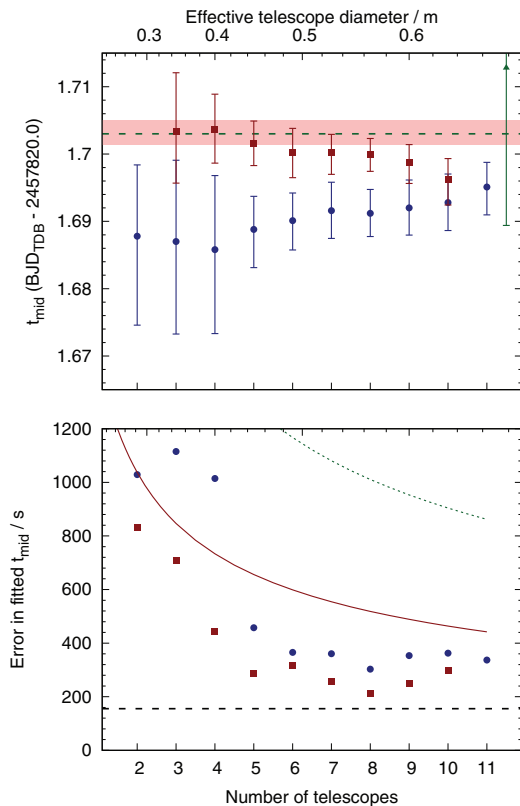 Effective telescope diameter / m
0.3 0.4 0.5 0.6
1.71
1.7
1.69
1.68
1.67
t_mid (BJD_TDB - 2457820.0)
1200
1000
800
600
400
200
0
Error in fitted t_mid / s
2 3 4 5 6 7 8 9 10 11
Number of telescopes